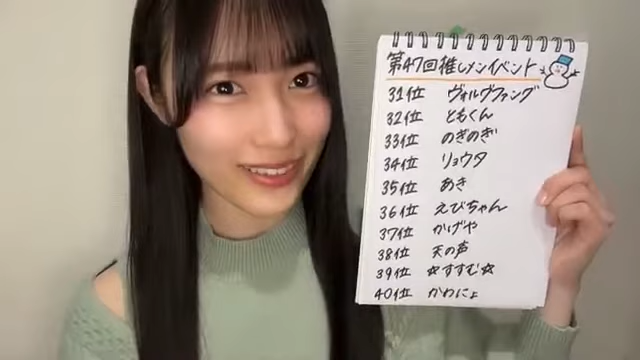 第47回推しメンイベント
31位 ヴォルヴファング
32位 ともくん
33位 のぎのぎ
34位 リョウタ
35位 あき
36位 えびちゃん
37位 かげや
38位 天の声
39位 ☆すすむ☆
40位 かわにょ